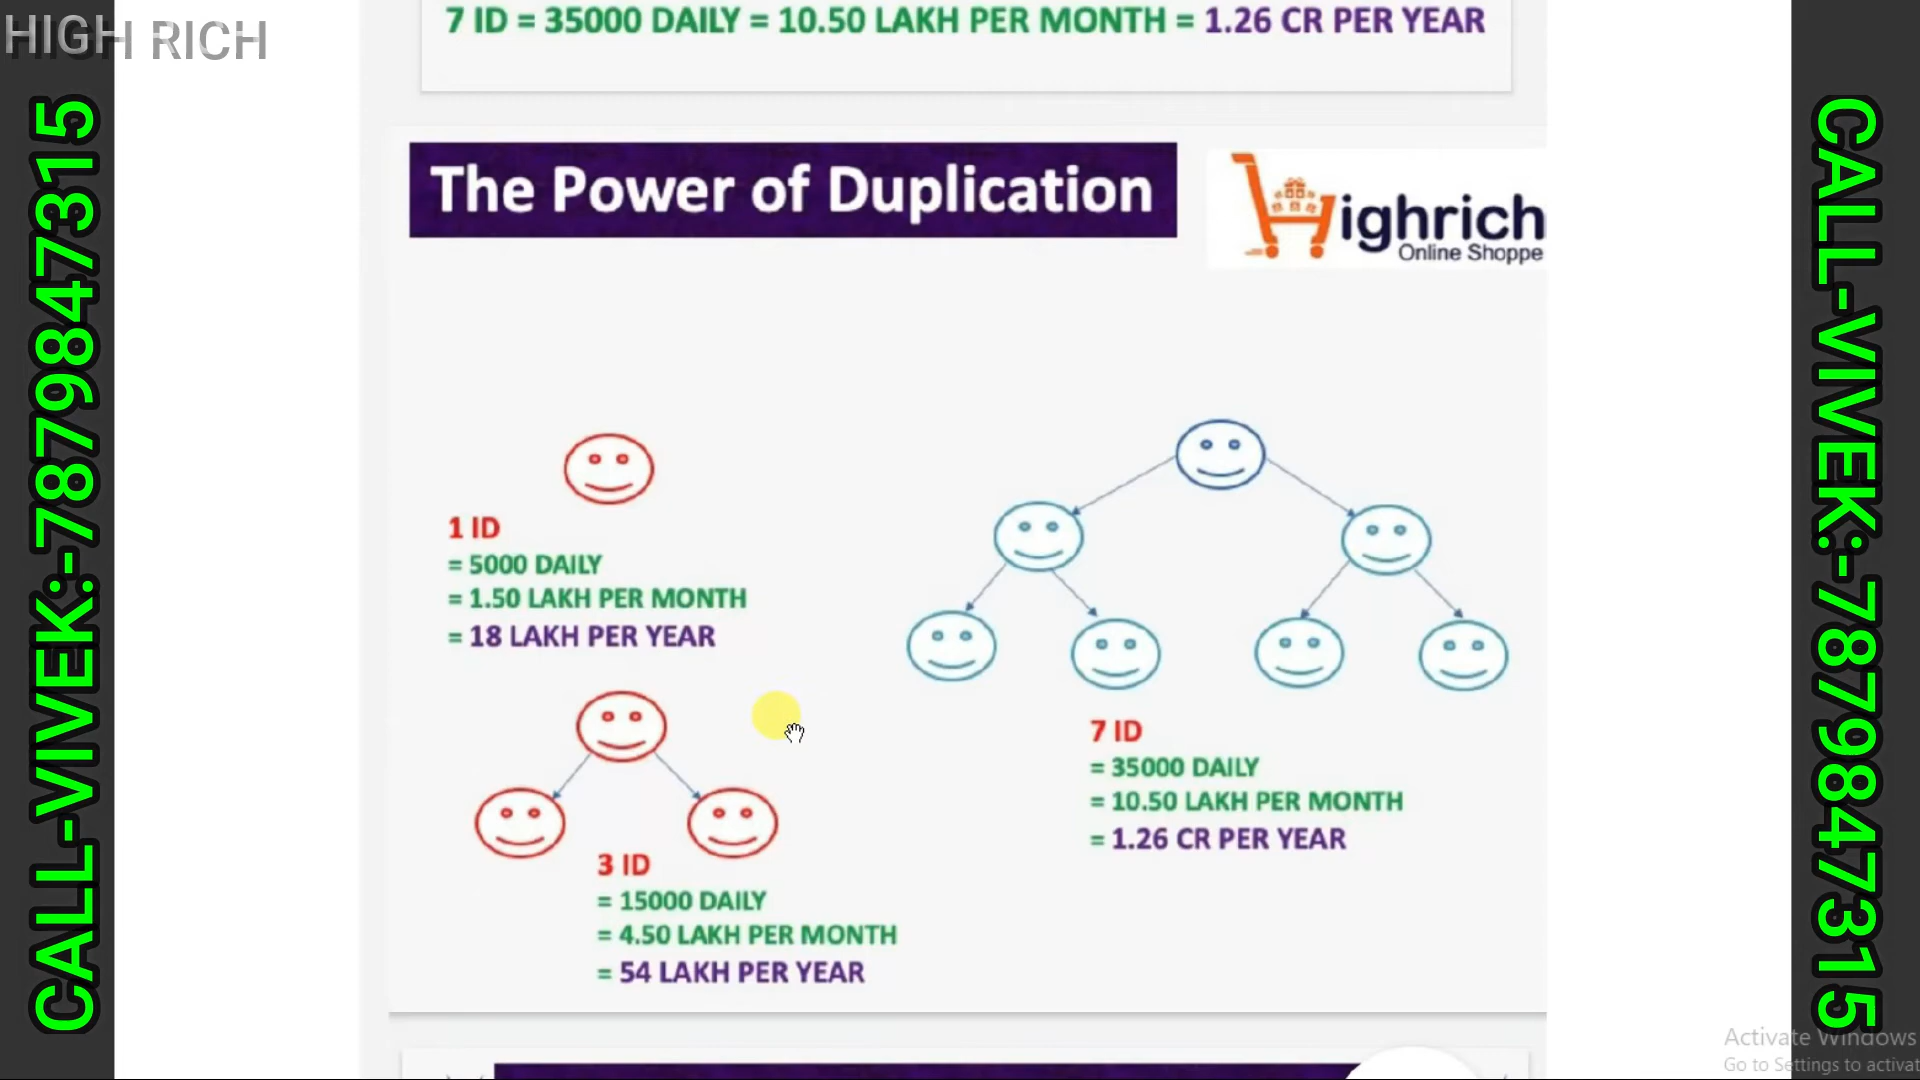 7 ID = 35000 DAILY = 10.50 LAKH PER MONTH = 1.26 CR PER YEAR
HIGH RICH
The Power of Duplication
Highrich
Online Shoppe
1 ID
= 5000 DAILY
= 1.50 LAKH PER MONTH
= 18 LAKH PER YEAR
3 ID
= 15000 DAILY
= 4.50 LAKH PER MONTH
= 54 LAKH PER YEAR
7 ID
= 35000 DAILY
= 10.50 LAKH PER MONTH
= 1.26 CR PER YEAR
CALL-VIVEK:-7879847315
CALL-VIVEK:-7879847315
Activate Windows
Go to Settings to activat